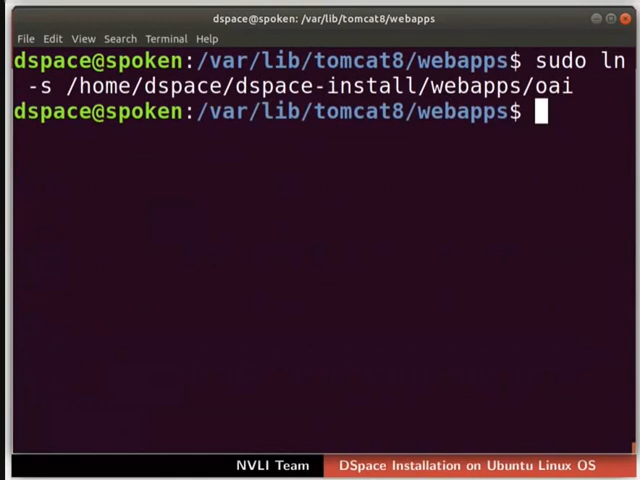 dspace@spoken: /var/lib/tomcat8/webapps
File Edit View Search Terminal Help
dspace@spoken:/var/lib/tomcat8/webapps$ sudo ln
-s /home/dspace/dspace-install/webapps/oai
dspace@spoken:/var/lib/tomcat8/webapps$
NVLI Team DSpace Installation on Ubuntu Linux OS